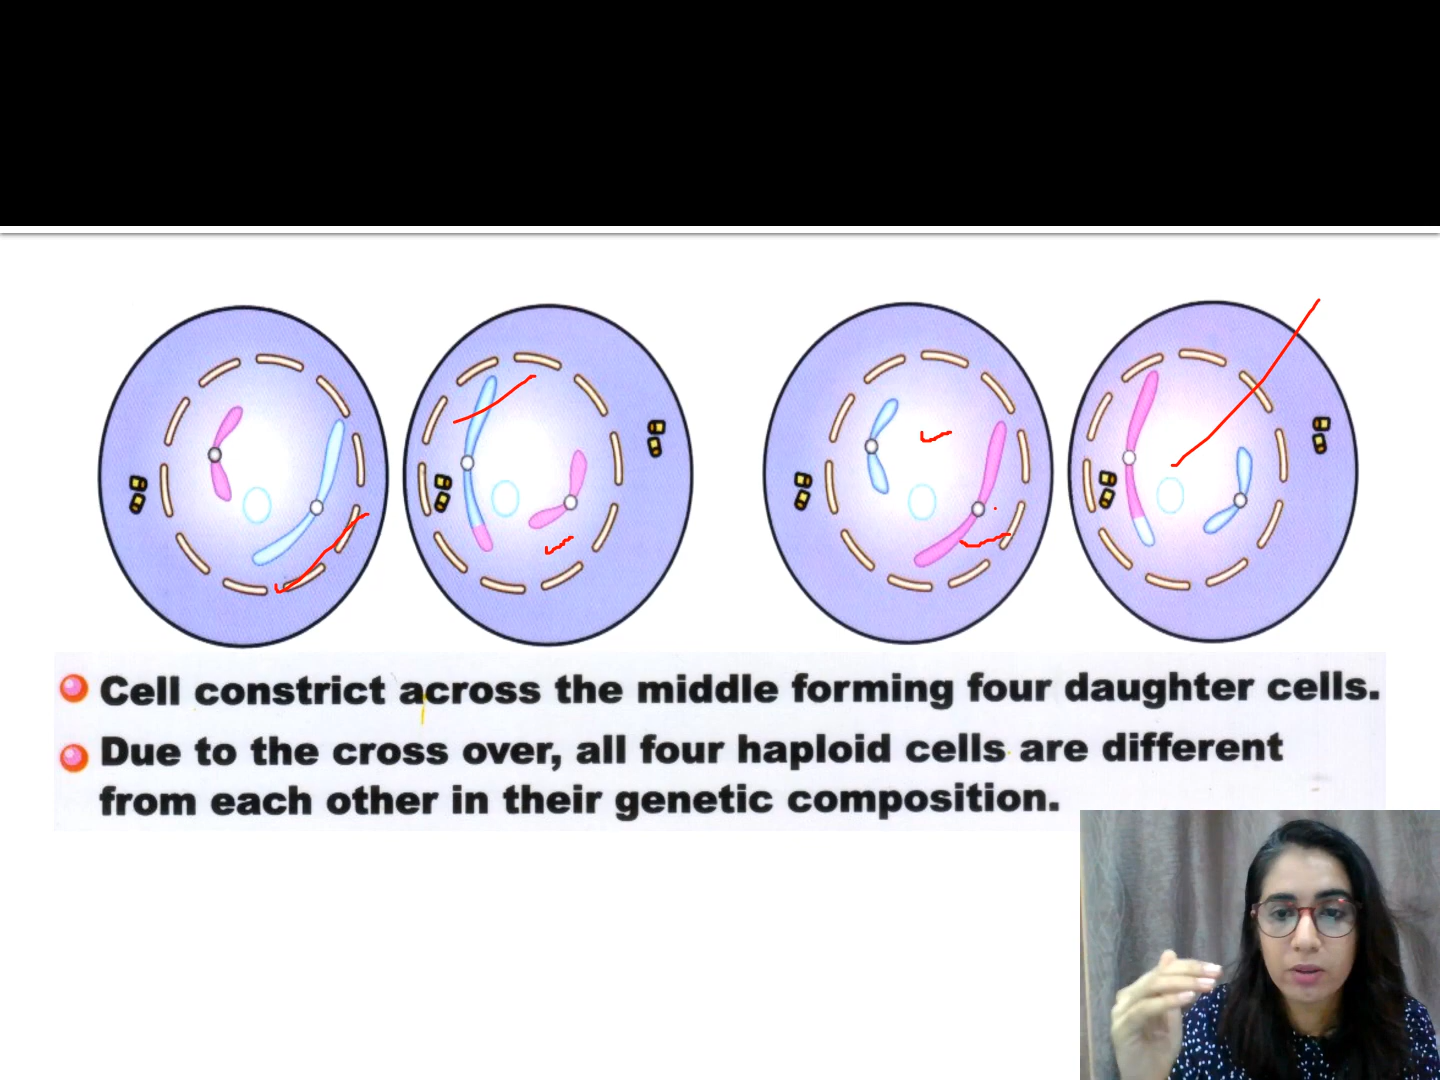 Cell constrict across the middle forming four daughter cells.
Due to the cross over, all four haploid cells are different
from each other in their genetic composition.